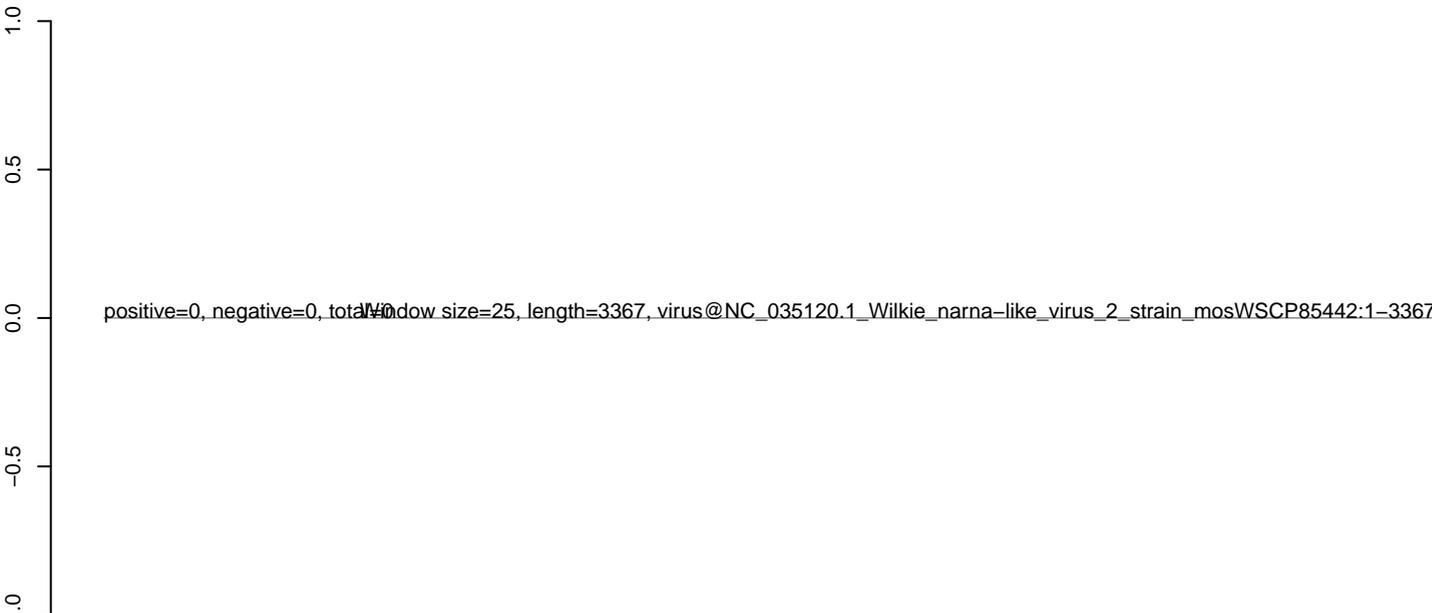 1.0
0.5
0.0
positive=0, negative=0, total=0
Window size=25, length=3367, virus@NC_035120.1_Wilkie_narna−like_virus_2_strain_mosWSCP85442:1−3367
−0.5
.0